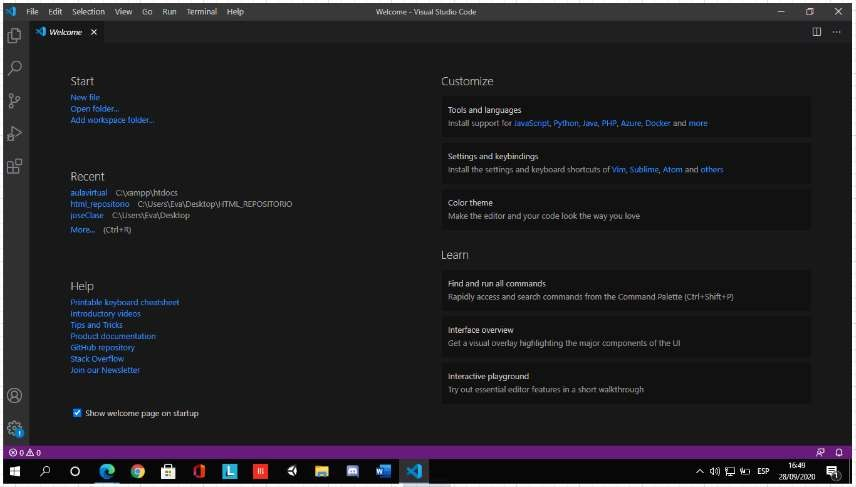 File Edit Selection View Go Run Terminal Help
Welcome - Visual Studio Code
Welcome
Start
New file
Open folder...
Add workspace folder...
Recent
aulavirtual C:\xampp\htdocs
html_repositorio C:\Users\Eva\Desktop\HTML_REPOSITORIO
joseClase C:\Users\Eva\Desktop
More... (Ctrl+R)
Help
Printable keyboard cheatsheet
Introductory videos
Tips and Tricks
Product documentation
GitHub repository
Stack Overflow
Join our Newsletter
Show welcome page on startup
Customize
Tools and languages
Install support for JavaScript, Python, Java, PHP, Azure, Docker and more
Settings and keybindings
Install the settings and keyboard shortcuts of Vim, Sublime, Atom and others
Color theme
Make the editor and your code look the way you love
Learn
Find and run all commands
Rapidly access and search commands from the Command Palette (Ctrl+Shift+P)
Interface overview
Get a visual overlay highlighting the major components of the UI
Interactive playground
Try out essential editor features in a short walkthrough
1
0 0
L
W
ESP
16:49
28/09/2020
1